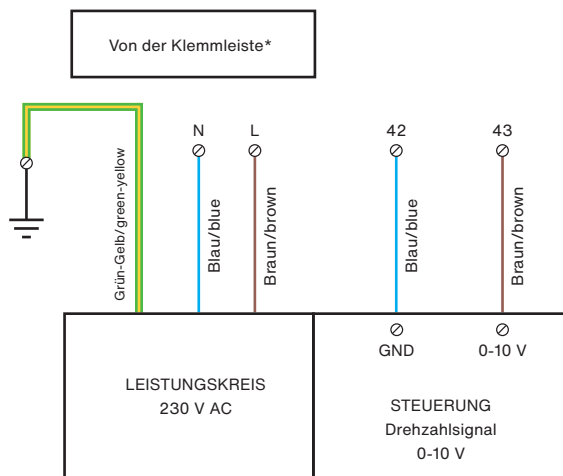 Von der Klemmleiste*
N
L
42
43
Grün-Gelb/green-yellow
Blau/blue
Braun/brown
Blau/blue
Braun/brown
GND
0-10 V
LEISTUNGSKREIS
230 V AC
STEUERUNG
Drehzahlsignal
0-10 V